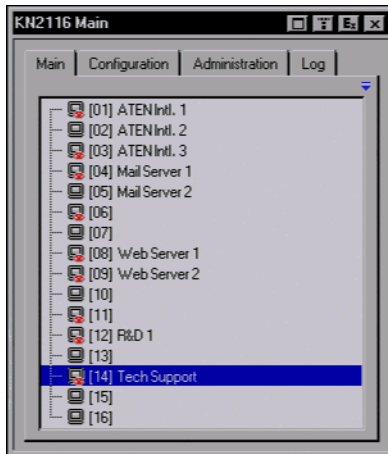 KN2116 Main
Main Configuration Administration Log
[01] ATEN Intl. 1
[02] ATEN Intl. 2
[03] ATEN Intl. 3
[04] Mail Server 1
[05] Mail Server 2
[06]
[07]
[08] Web Server 1
[09] Web Server 2
[10]
[11]
[12] R&D 1
[13]
[14] Tech Support
[15]
[16]